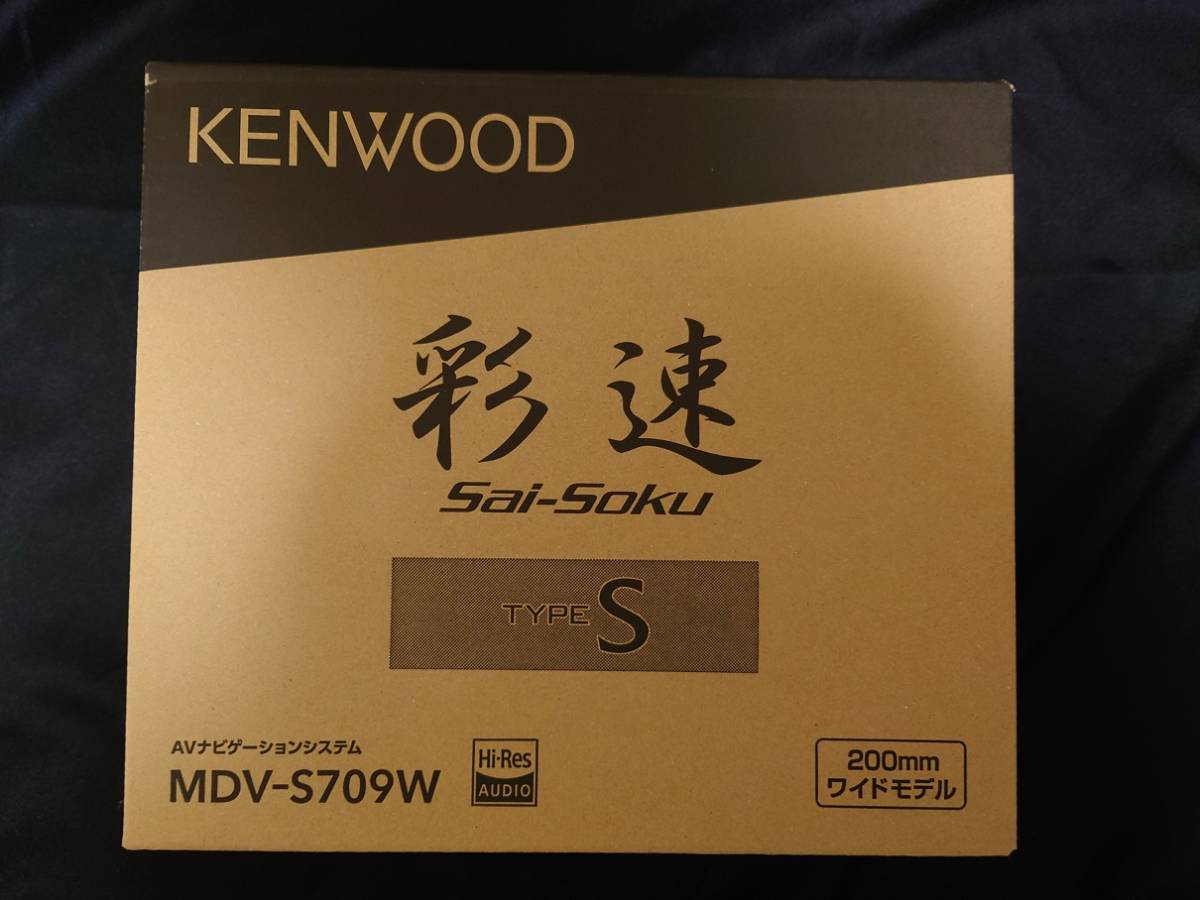 KENWOOD
彩速
Sai-Soku
TYPE S
AVナビゲーションシステム
MDV-S709W
Hi-Res
AUDIO
200mm
ワイドモデル